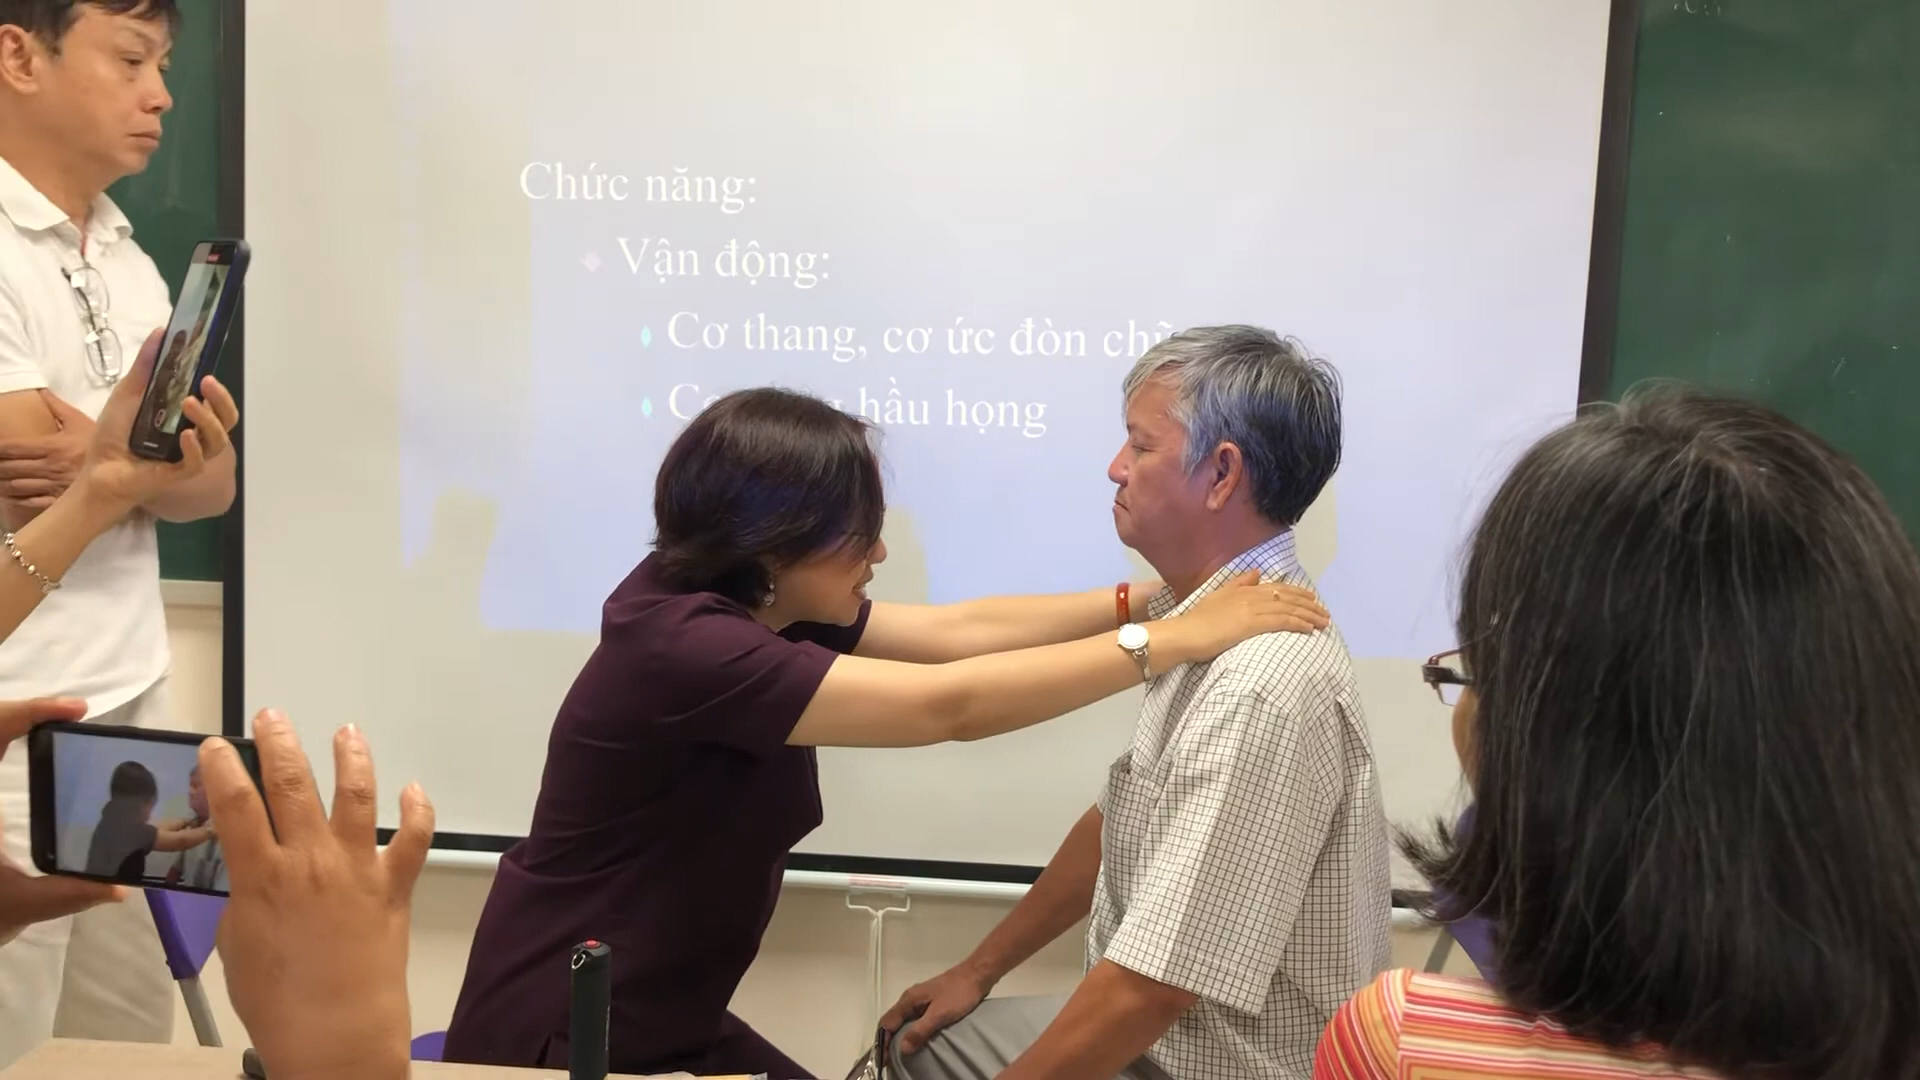 Chức năng:
Vận động:
Cơ thang, cơ ức đòn
hầu họng